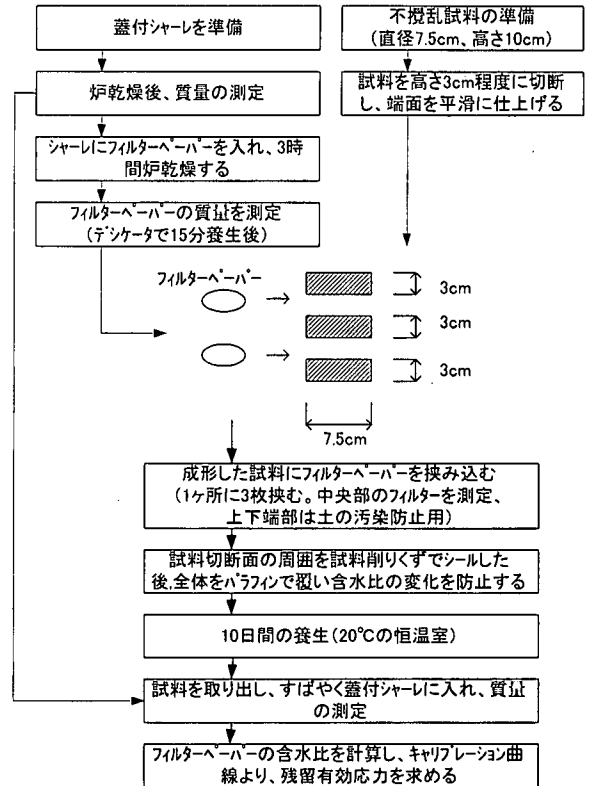 蓋付シャーレを準備
炉乾燥後、質量の測定
シャーレにフィルターペーパーを入れ、3時
間炉乾燥する
フィルターペーパーの質量を測定
(デシケータで15分養生後)
不攪乱試料の準備
(直径7.5cm、高さ10cm)
試料を高さ3cm程度に切断
し、端面を平滑に仕上げる
フィルターペーパー
3cm
3cm
3cm
7.5cm
成形した試料にフィルターペーパーを挟み込む
(1ヶ所に3枚挟む。中央部のフィルターを測定、
上下端部は土の汚染防止用)
試料切断面の周囲を試料削りくずでシールした
後,全体をパラフィンで覆い含水比の変化を防止する
10日間の養生(20℃の恒温室)
試料を取り出し、すばやく蓋付シャーレに入れ、質量
の測定
フィルターペーパーの含水比を計算し、キャリブレーション曲
線より、残留有効応力を求める